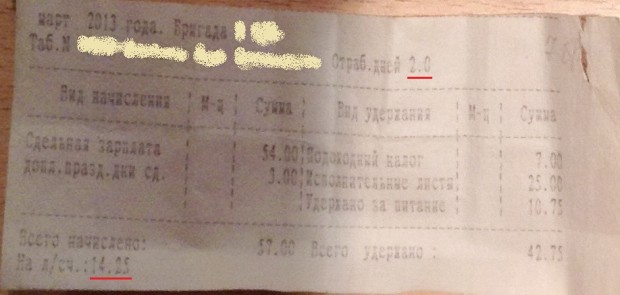 март 2013 года. Бригада
Таб.N Отраб.дней 2.0
Вид начисления | М-ц | Сумма | Вид удержания | М-ц | Сумма
Сдельная зарплата 54.00 Подоходный налог 7.00
допл.празд.дни сд. 3.00 Исполнительные листы 25.00
Удержано за питание 10.75
Всего начислено: 57.00 Всего удержано : 42.75
На л/сч.:14.25